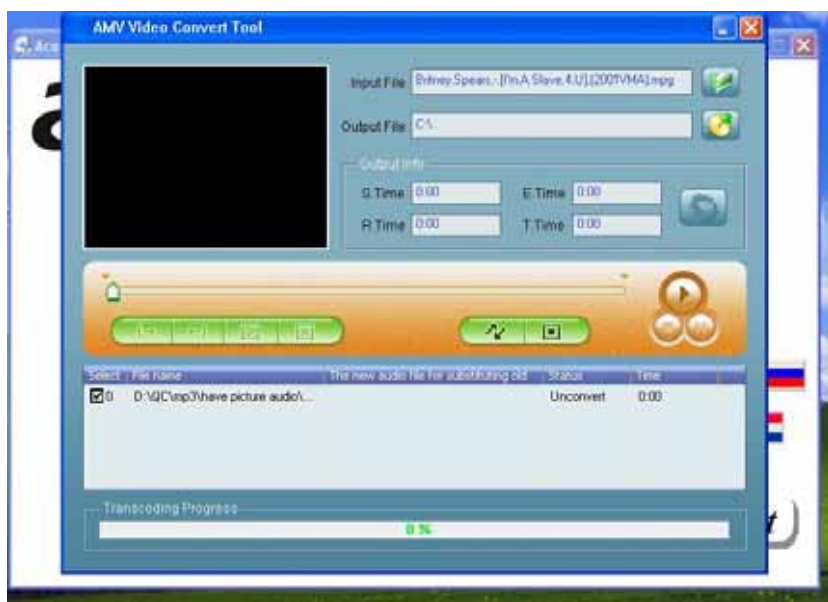 AMV Video Convert Tool
Input File Britney.Spears.-.[I'm.A.Slave.4.U].[2001VMA].mpg
Output File C:\
Output Info
S.Time 0:00 E.Time 0:00
R.Time 0:00 T.Time 0:00
Select File name The new audio file for substituting old Status Time
0 D:\QC\mp3\have picture audio\... Unconvert 0:00
Transcoding Progress
0 %